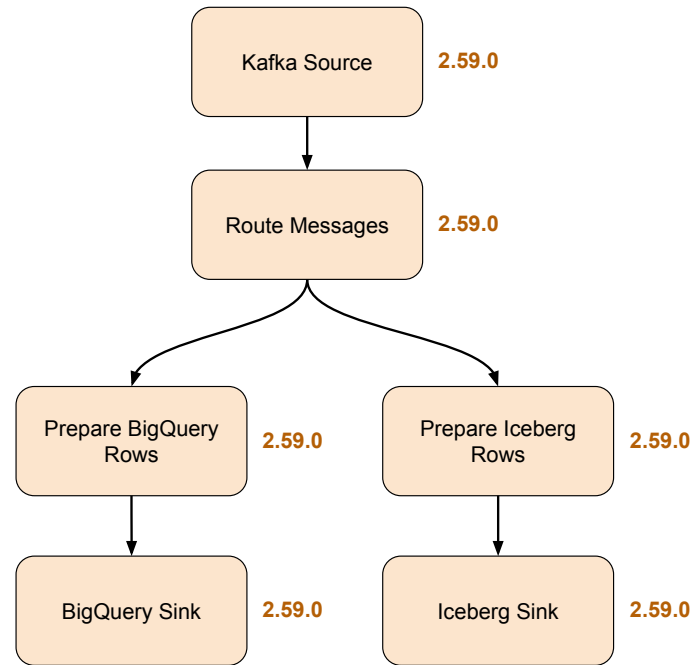 Kafka Source
2.59.0
Route Messages
2.59.0
Prepare BigQuery
Rows
2.59.0
Prepare Iceberg
Rows
2.59.0
BigQuery Sink
2.59.0
Iceberg Sink
2.59.0